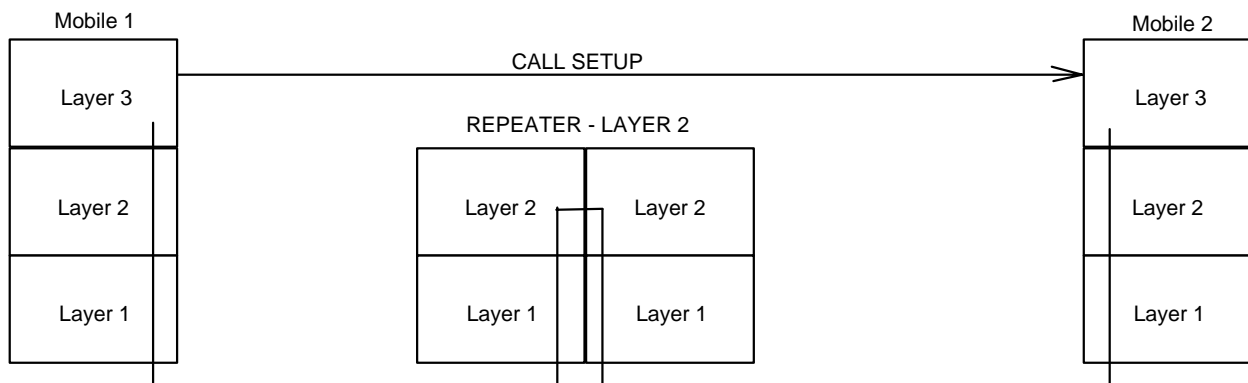 Mobile 1
Mobile 2
CALL SETUP
Layer 3
Layer 3
REPEATER - LAYER 2
Layer 2
Layer 2
Layer 2
Layer 2
Layer 1
Layer 1
Layer 1
Layer 1